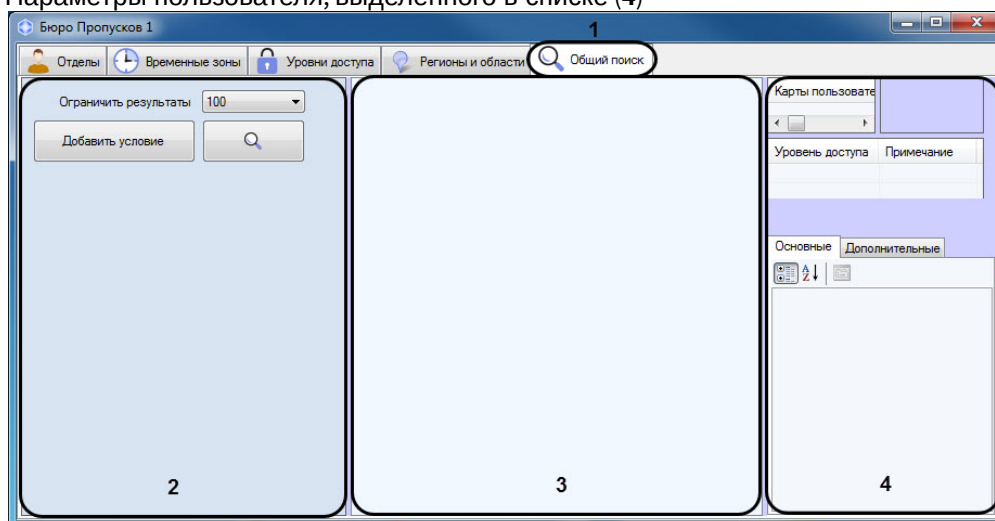 Параметры пользователя, выделенного в списке (4)
Бюро Пропусков 1
1
Отделы Временные зоны Уровни доступа Регионы и области Общий поиск
Ограничить результаты 100
Добавить условие
Карты пользовате
Уровень доступа Примечание
Основные Дополнительные
2
3
4